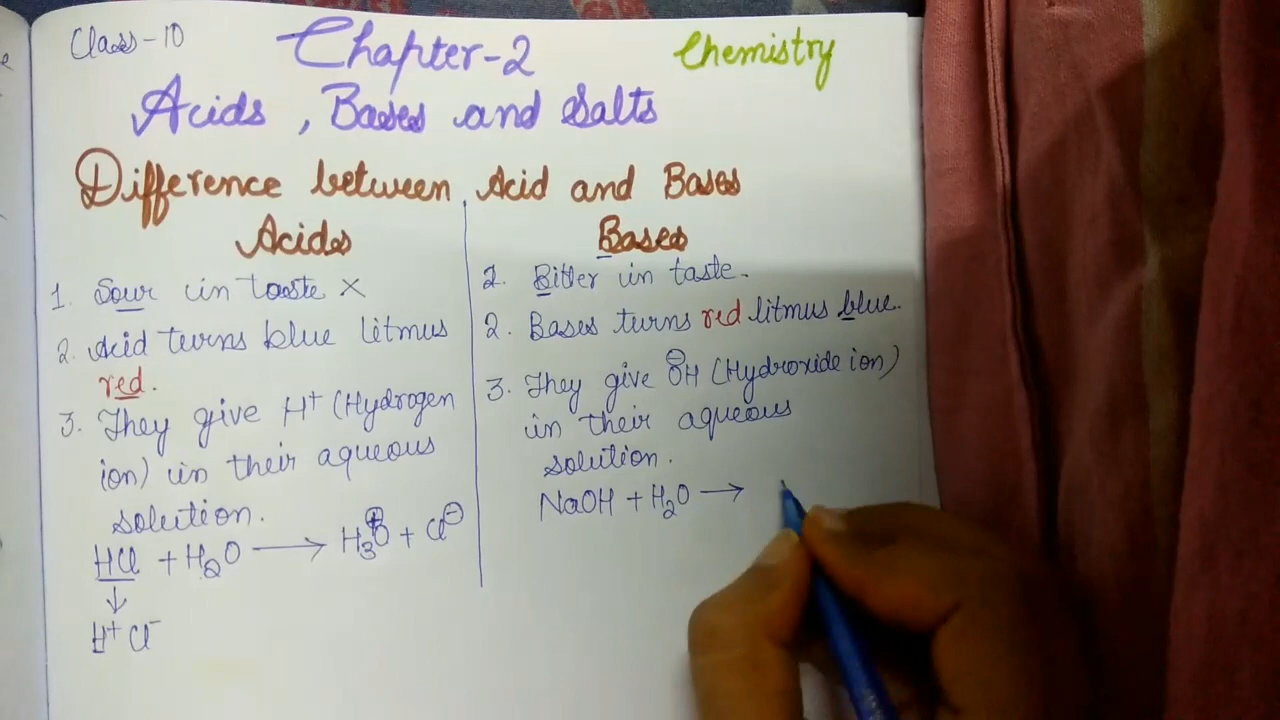 Class-10
Chapter-2
Chemistry
Acids, Bases and Salts
Difference between Acid and Bases
Acids
1. Sour in taste ×
2. Acid turns blue litmus
red.
3. They give H⁺ (Hydrogen
ion) in their aqueous
solution.
HCl + H₂O ⟶ H₃O⁺ + Cl⁻
↓
H⁺ Cl⁻
Bases
1. Bitter in taste.
2. Bases turns red litmus blue.
3. They give ⁻OH (Hydroxide ion)
in their aqueous
solution.
NaOH + H₂O ⟶